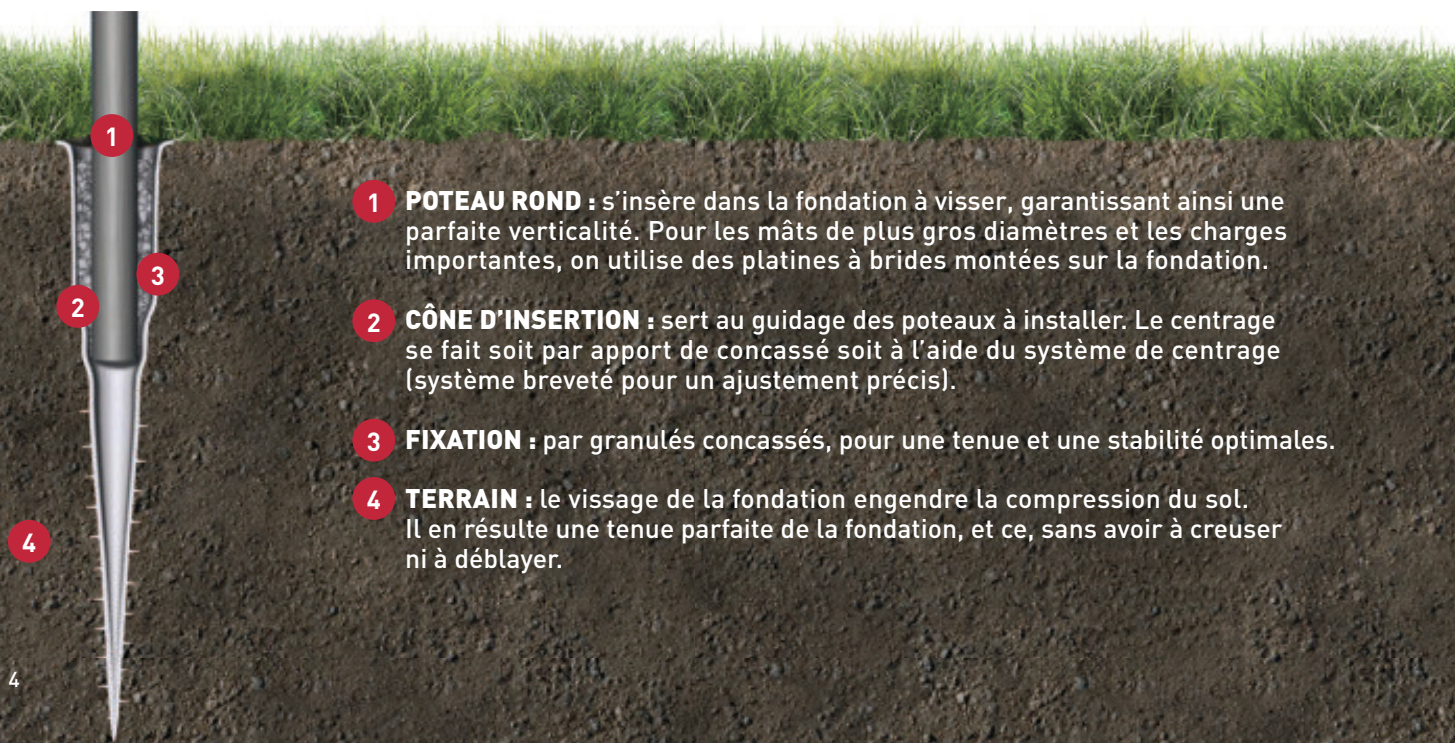 1
3
2
4
1 POTEAU ROND : s'insère dans la fondation à visser, garantissant ainsi une
parfaite verticalité. Pour les mâts de plus gros diamètres et les charges
importantes, on utilise des platines à brides montées sur la fondation.
2 CÔNE D'INSERTION : sert au guidage des poteaux à installer. Le centrage
se fait soit par apport de concassé soit à l'aide du système de centrage
(système breveté pour un ajustement précis).
3 FIXATION : par granulés concassés, pour une tenue et une stabilité optimales.
4 TERRAIN : le vissage de la fondation engendre la compression du sol.
Il en résulte une tenue parfaite de la fondation, et ce, sans avoir à creuser
ni à déblayer.
4